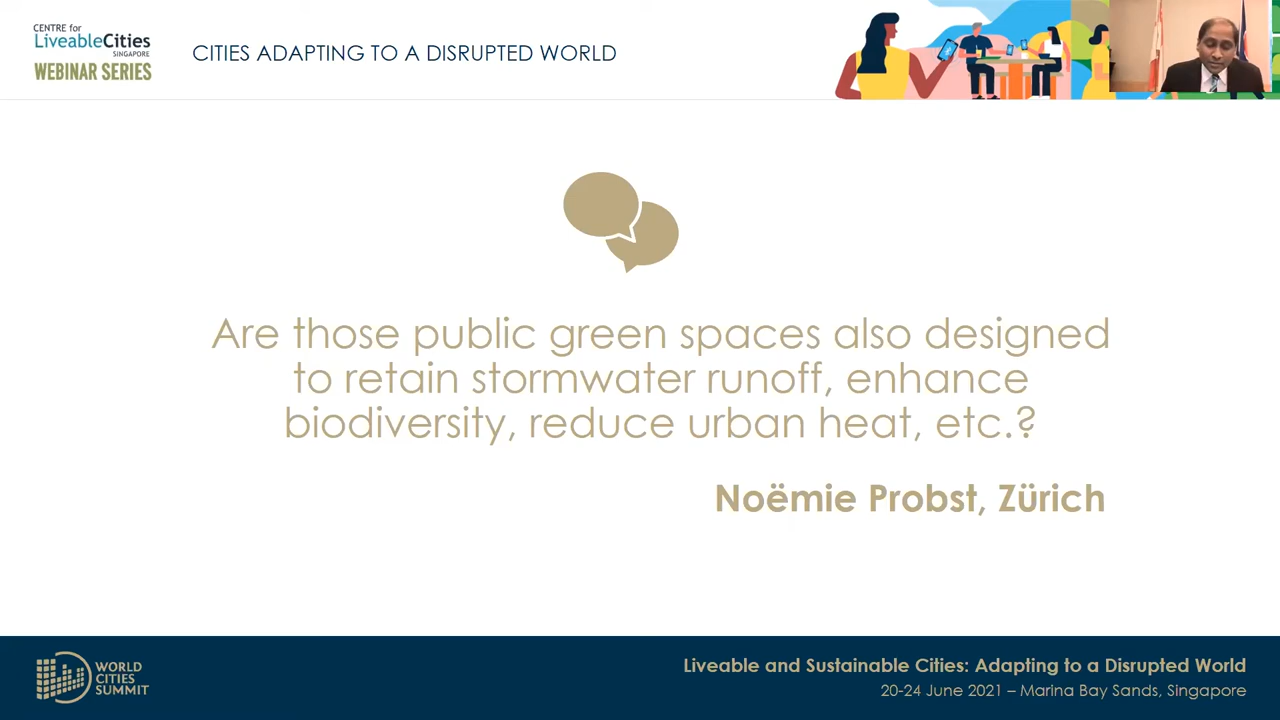 CENTRE for
LiveableCities
SINGAPORE
WEBINAR SERIES
CITIES ADAPTING TO A DISRUPTED WORLD
Are those public green spaces also designed
to retain stormwater runoff, enhance
biodiversity, reduce urban heat, etc.?
Noëmie Probst, Zürich
WORLD
CITIES
SUMMIT
Liveable and Sustainable Cities: Adapting to a Disrupted World
20-24 June 2021 – Marina Bay Sands, Singapore